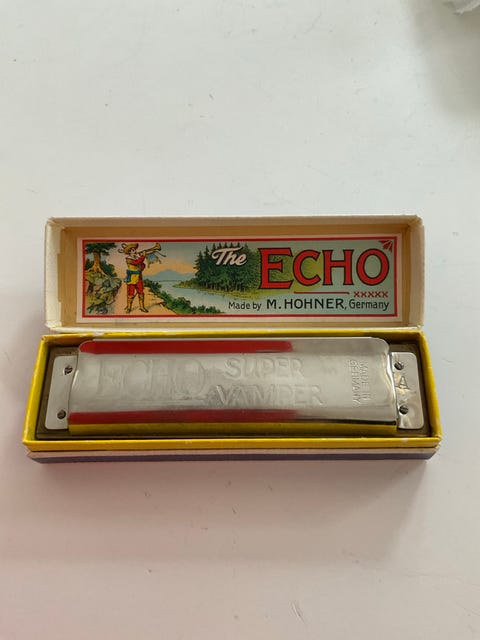 The ECHO
XXXXX
Made by M. HOHNER, Germany
ECHO SUPER
VAMPER
MADE IN
GERMANY
A